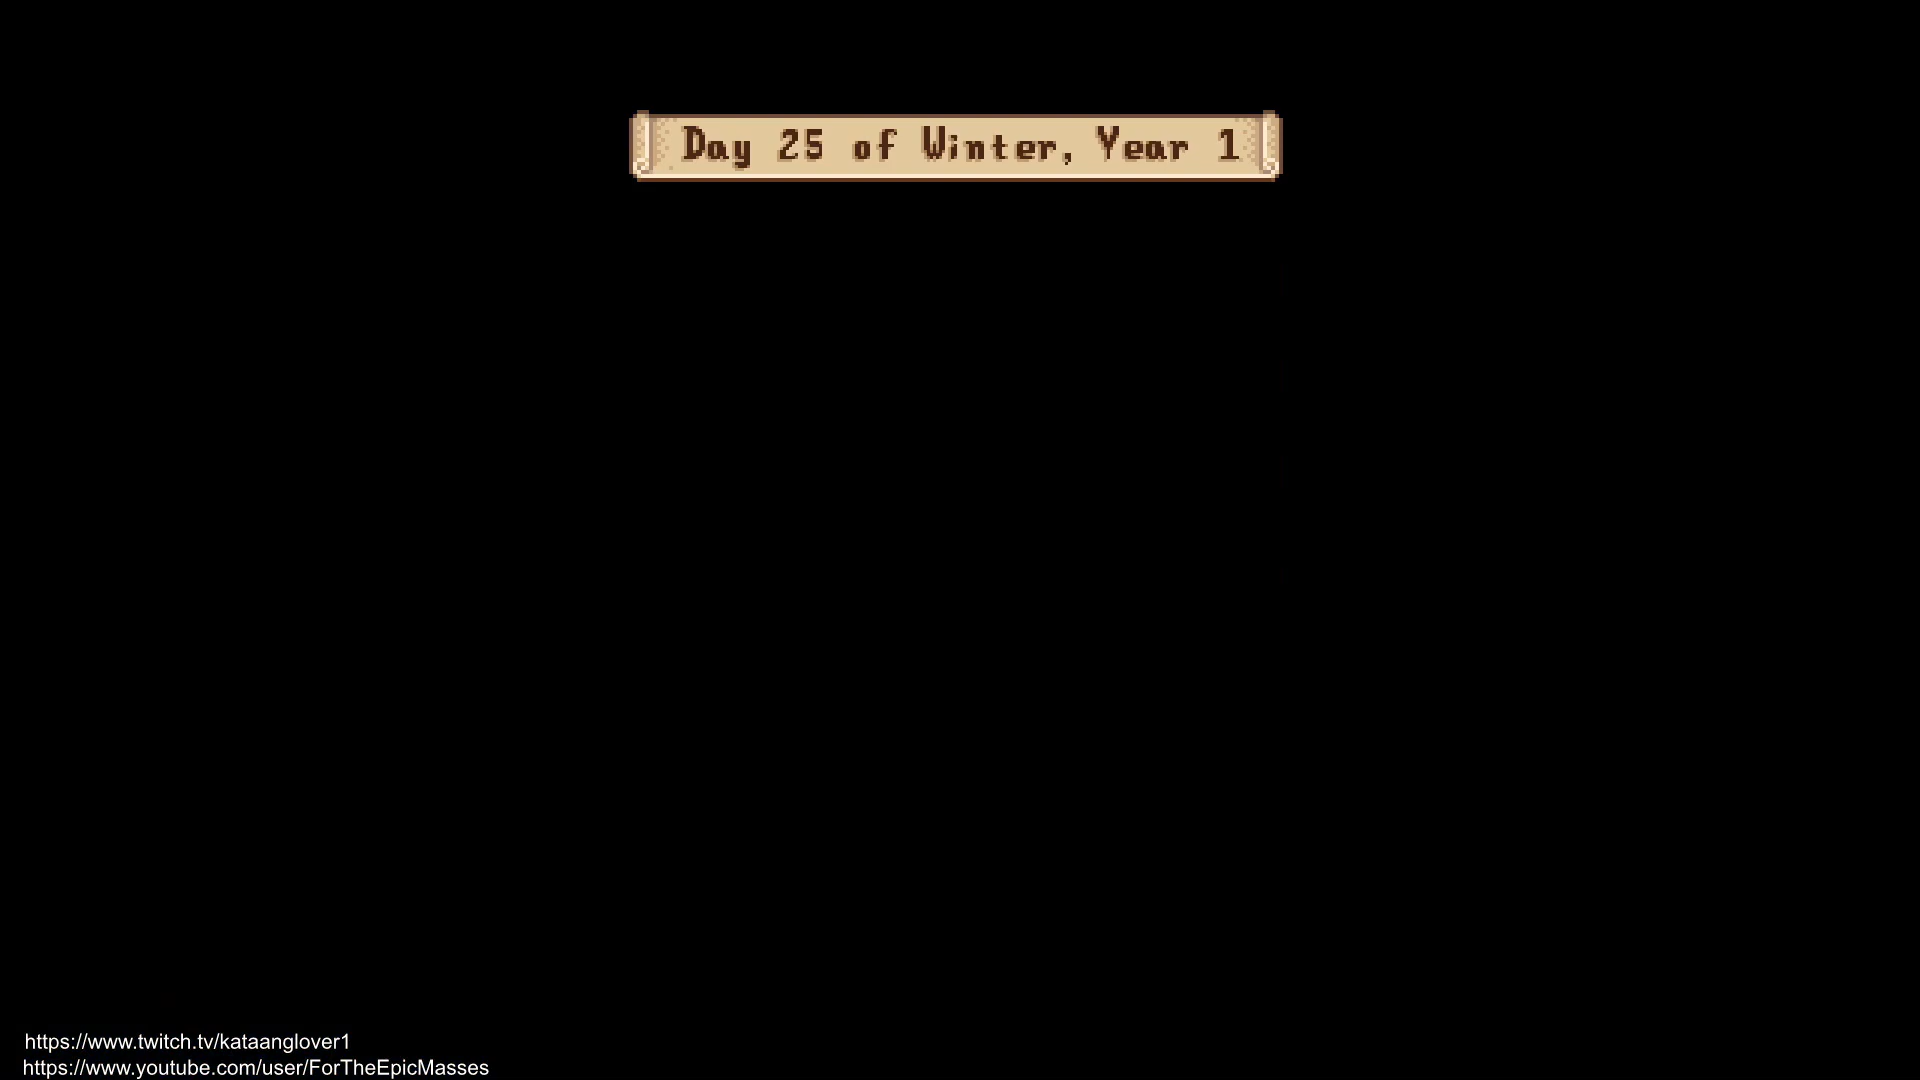 Day 25 of Winter, Year 1
https://www.twitch.tv/kataanglover1
https://www.youtube.com/user/ForTheEpicMasses